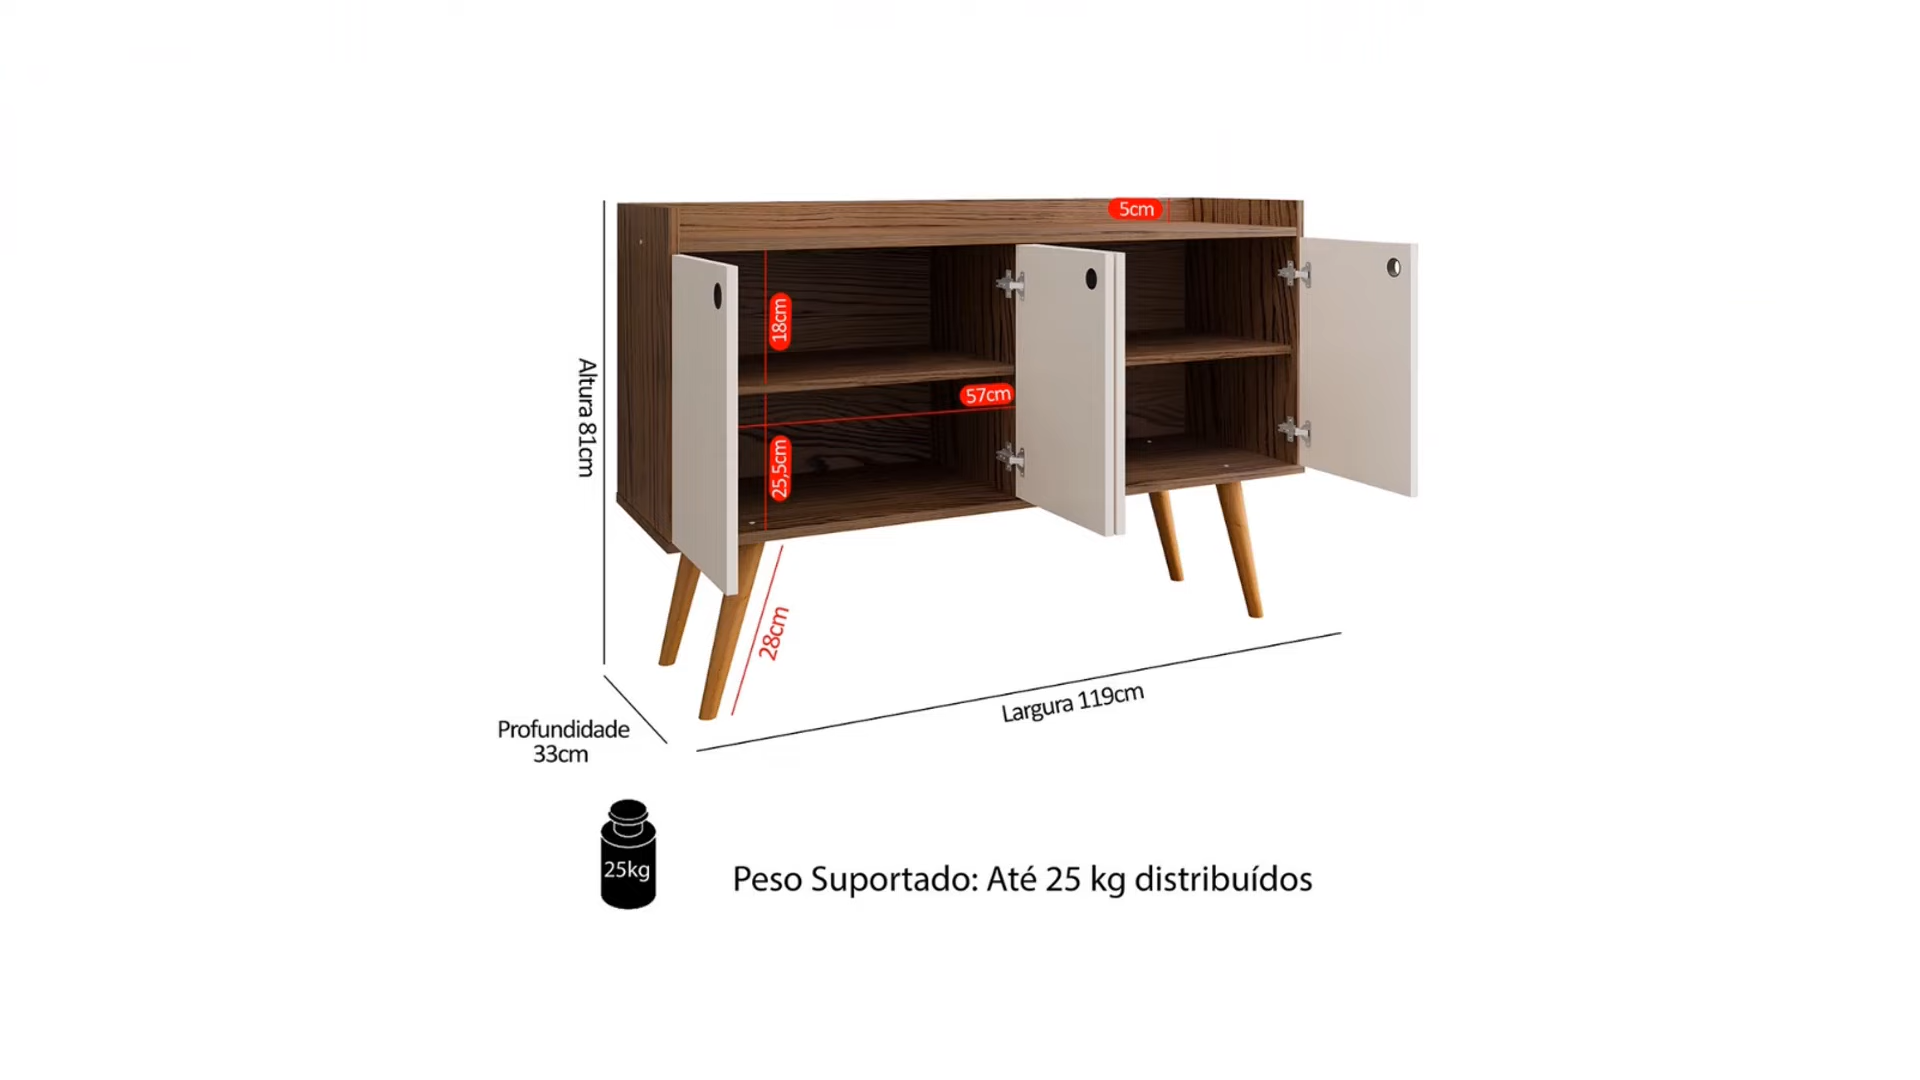 5cm
18cm
57cm
25,5cm
Altura 81cm
28cm
Largura 119cm
Profundidade
33cm
25kg
Peso Suportado: Até 25 kg distribuídos